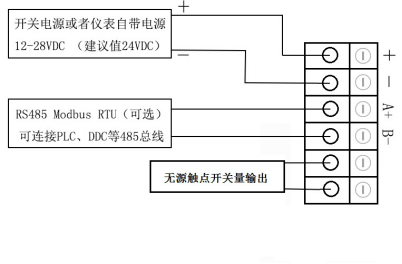 +
开关电源或者仪表自带电源
12-28VDC （建议值24VDC）
−
+
−
RS485 Modbus RTU（可选）
可连接PLC、DDC等485总线
A+
B-
无源触点开关量输出